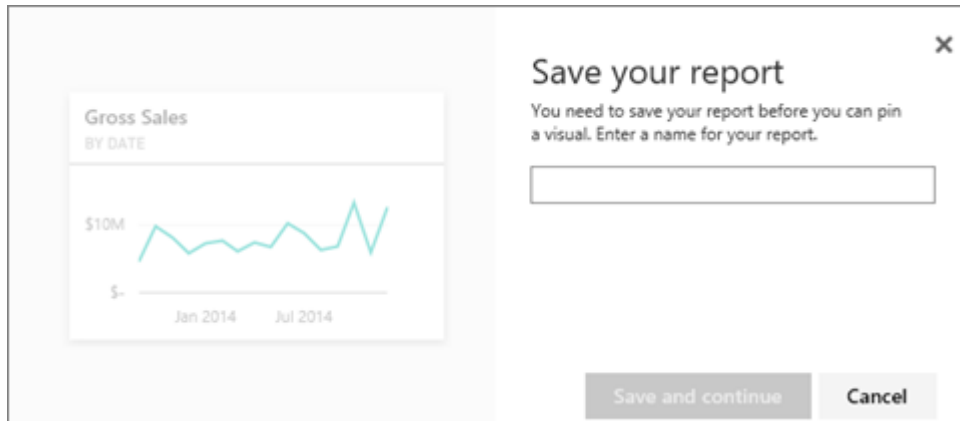 Gross Sales
BY DATE
$10M
$-
Jan 2014 Jul 2014
Save your report
You need to save your report before you can pin
a visual. Enter a name for your report.
Save and continue
Cancel